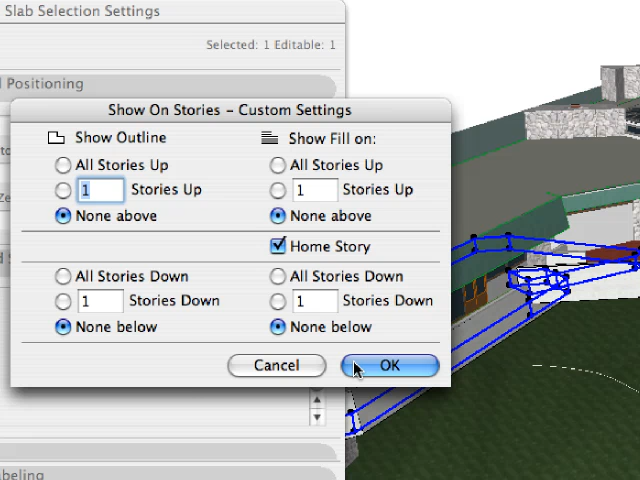 Slab Selection Settings
Selected: 1 Editable: 1
Positioning
Show On Stories – Custom Settings
Show Outline
Show Fill on:
All Stories Up
All Stories Up
1 Stories Up
1 Stories Up
None above
None above
Home Story
All Stories Down
All Stories Down
1 Stories Down
1 Stories Down
None below
None below
Cancel
OK